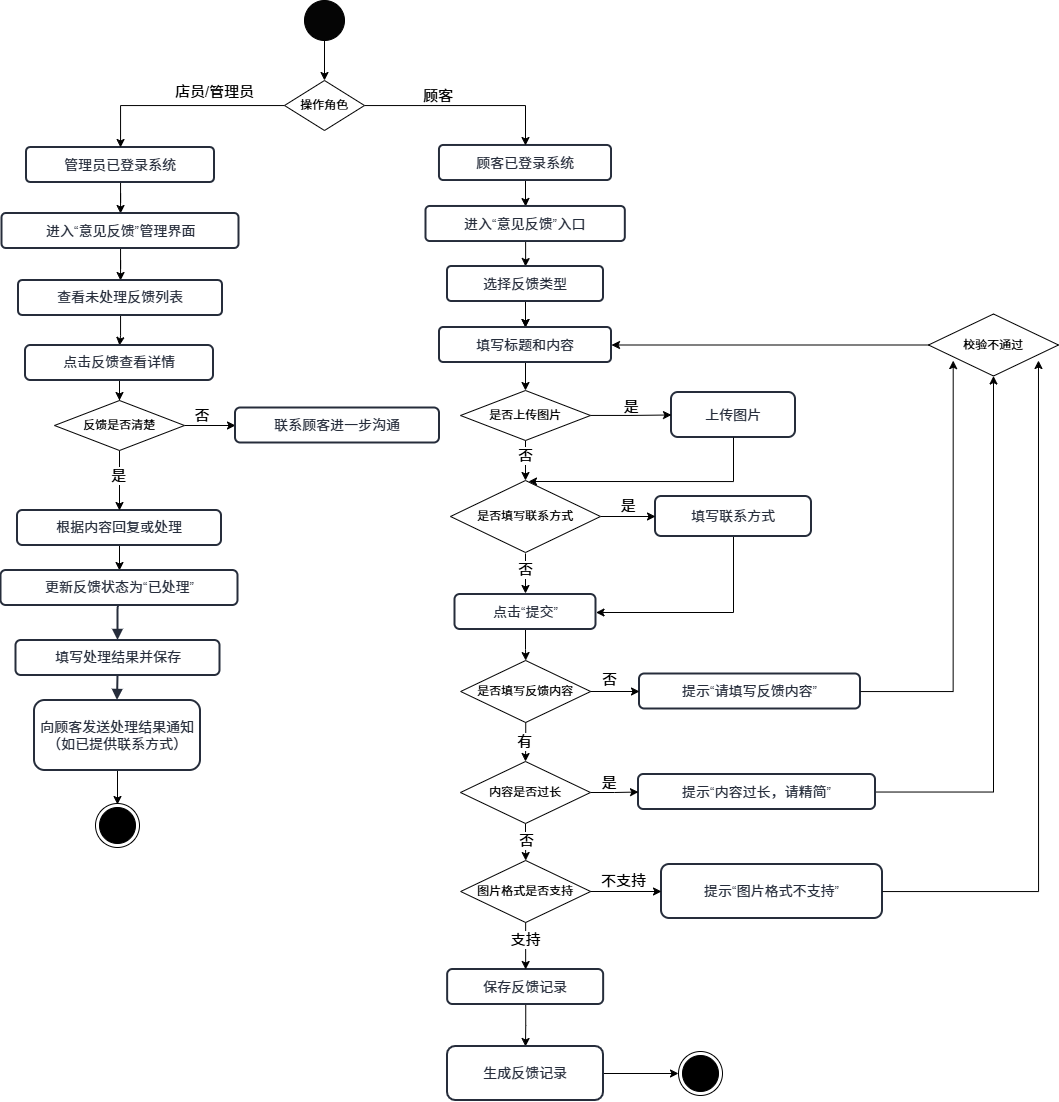 操作角色
店员/管理员
顾客
管理员已登录系统
进入“意见反馈”管理界面
查看未处理反馈列表
点击反馈查看详情
反馈是否清楚
否
联系顾客进一步沟通
是
根据内容回复或处理
更新反馈状态为“已处理”
填写处理结果并保存
向顾客发送处理结果通知
（如已提供联系方式）
顾客已登录系统
进入“意见反馈”入口
选择反馈类型
填写标题和内容
校验不通过
是否上传图片
是
上传图片
否
是否填写联系方式
是
填写联系方式
否
点击“提交”
是否填写反馈内容
否
提示“请填写反馈内容”
有
内容是否过长
是
提示“内容过长，请精简”
否
图片格式是否支持
不支持
提示“图片格式不支持”
支持
保存反馈记录
生成反馈记录